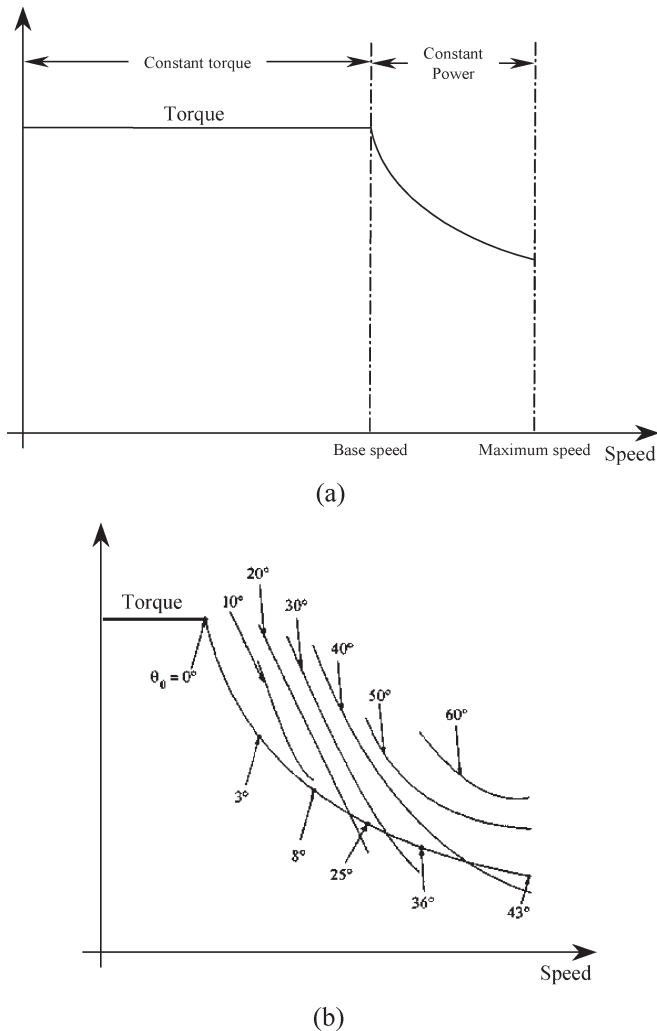 Constant torque
Constant
Power
Torque
Base speed
Maximum speed
Speed
(a)
20°
10°
30°
Torque
40°
θ₀ = 0°
50°
60°
3°
8°
25°
36°
43°
Speed
(b)